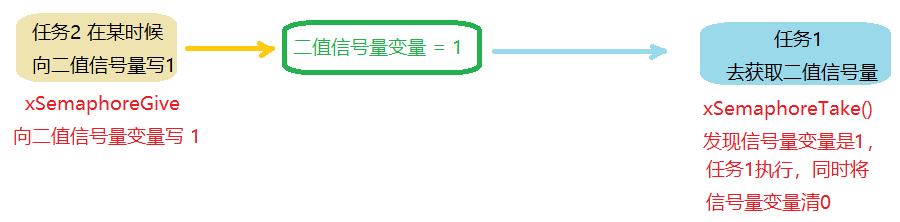 任务2 在某时候
向二值信号量写1
xSemaphoreGive
向二值信号量变量写 1
二值信号量变量 = 1
任务1
去获取二值信号量
xSemaphoreTake()
发现信号量变量是1，
任务1执行，同时将
信号量变量清0